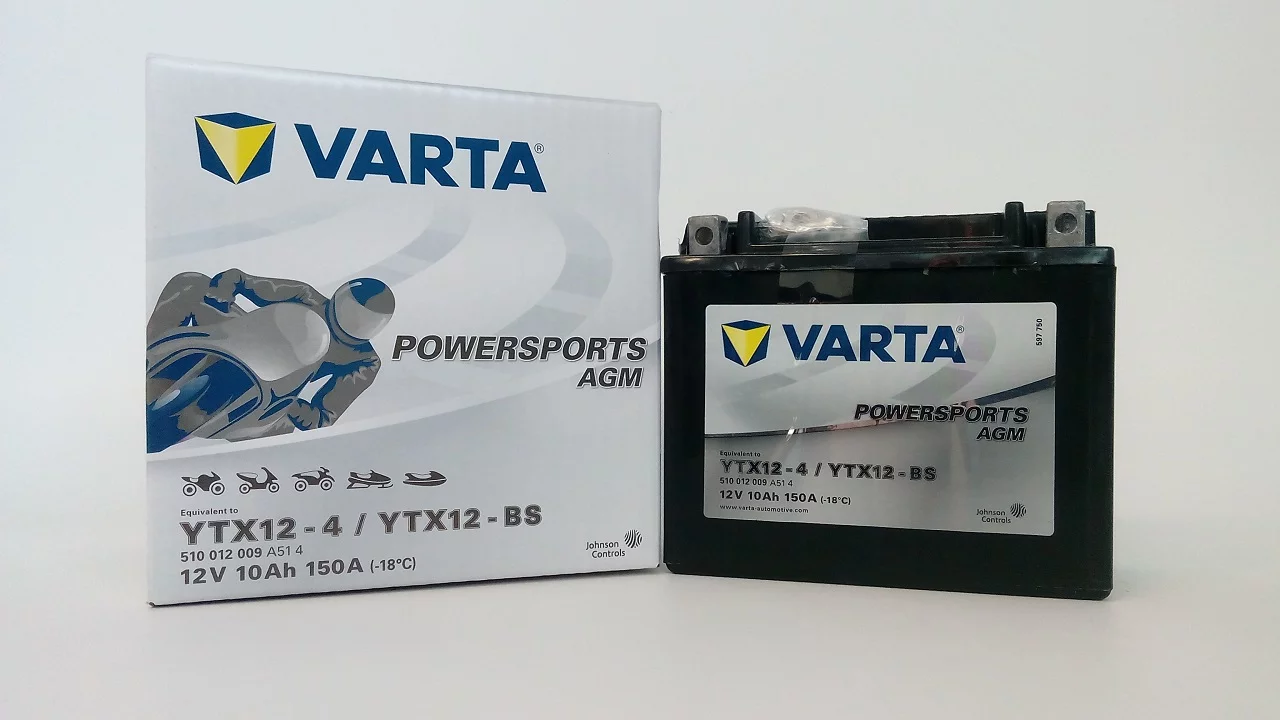 VARTA®
POWERSPORTS
AGM
Equivalent to
YTX12 - 4 / YTX12 - BS
510 012 009 A51 4
12V 10Ah 150A (-18°C)
Johnson
Controls
VARTA®
597 750
POWERSPORTS
AGM
Equivalent to
YTX12 - 4 / YTX12 - BS
510 012 009 A51 4
12V 10Ah 150A (-18°C)
www.varta-automotive.com
Johnson
Controls